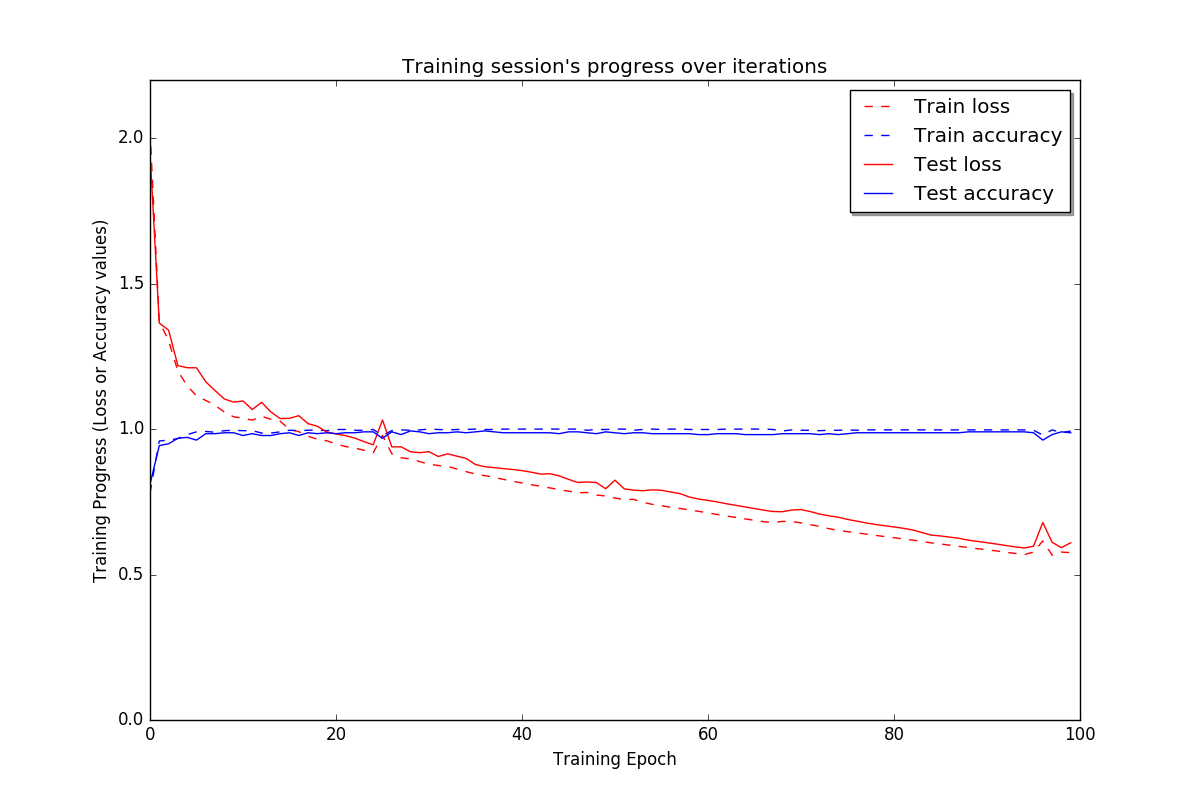 Training session's progress over iterations
Train loss
Train accuracy
Test loss
Test accuracy
Training Progress (Loss or Accuracy values)
2.0
1.5
1.0
0.5
0.0
0 20 40 60 80 100
Training Epoch